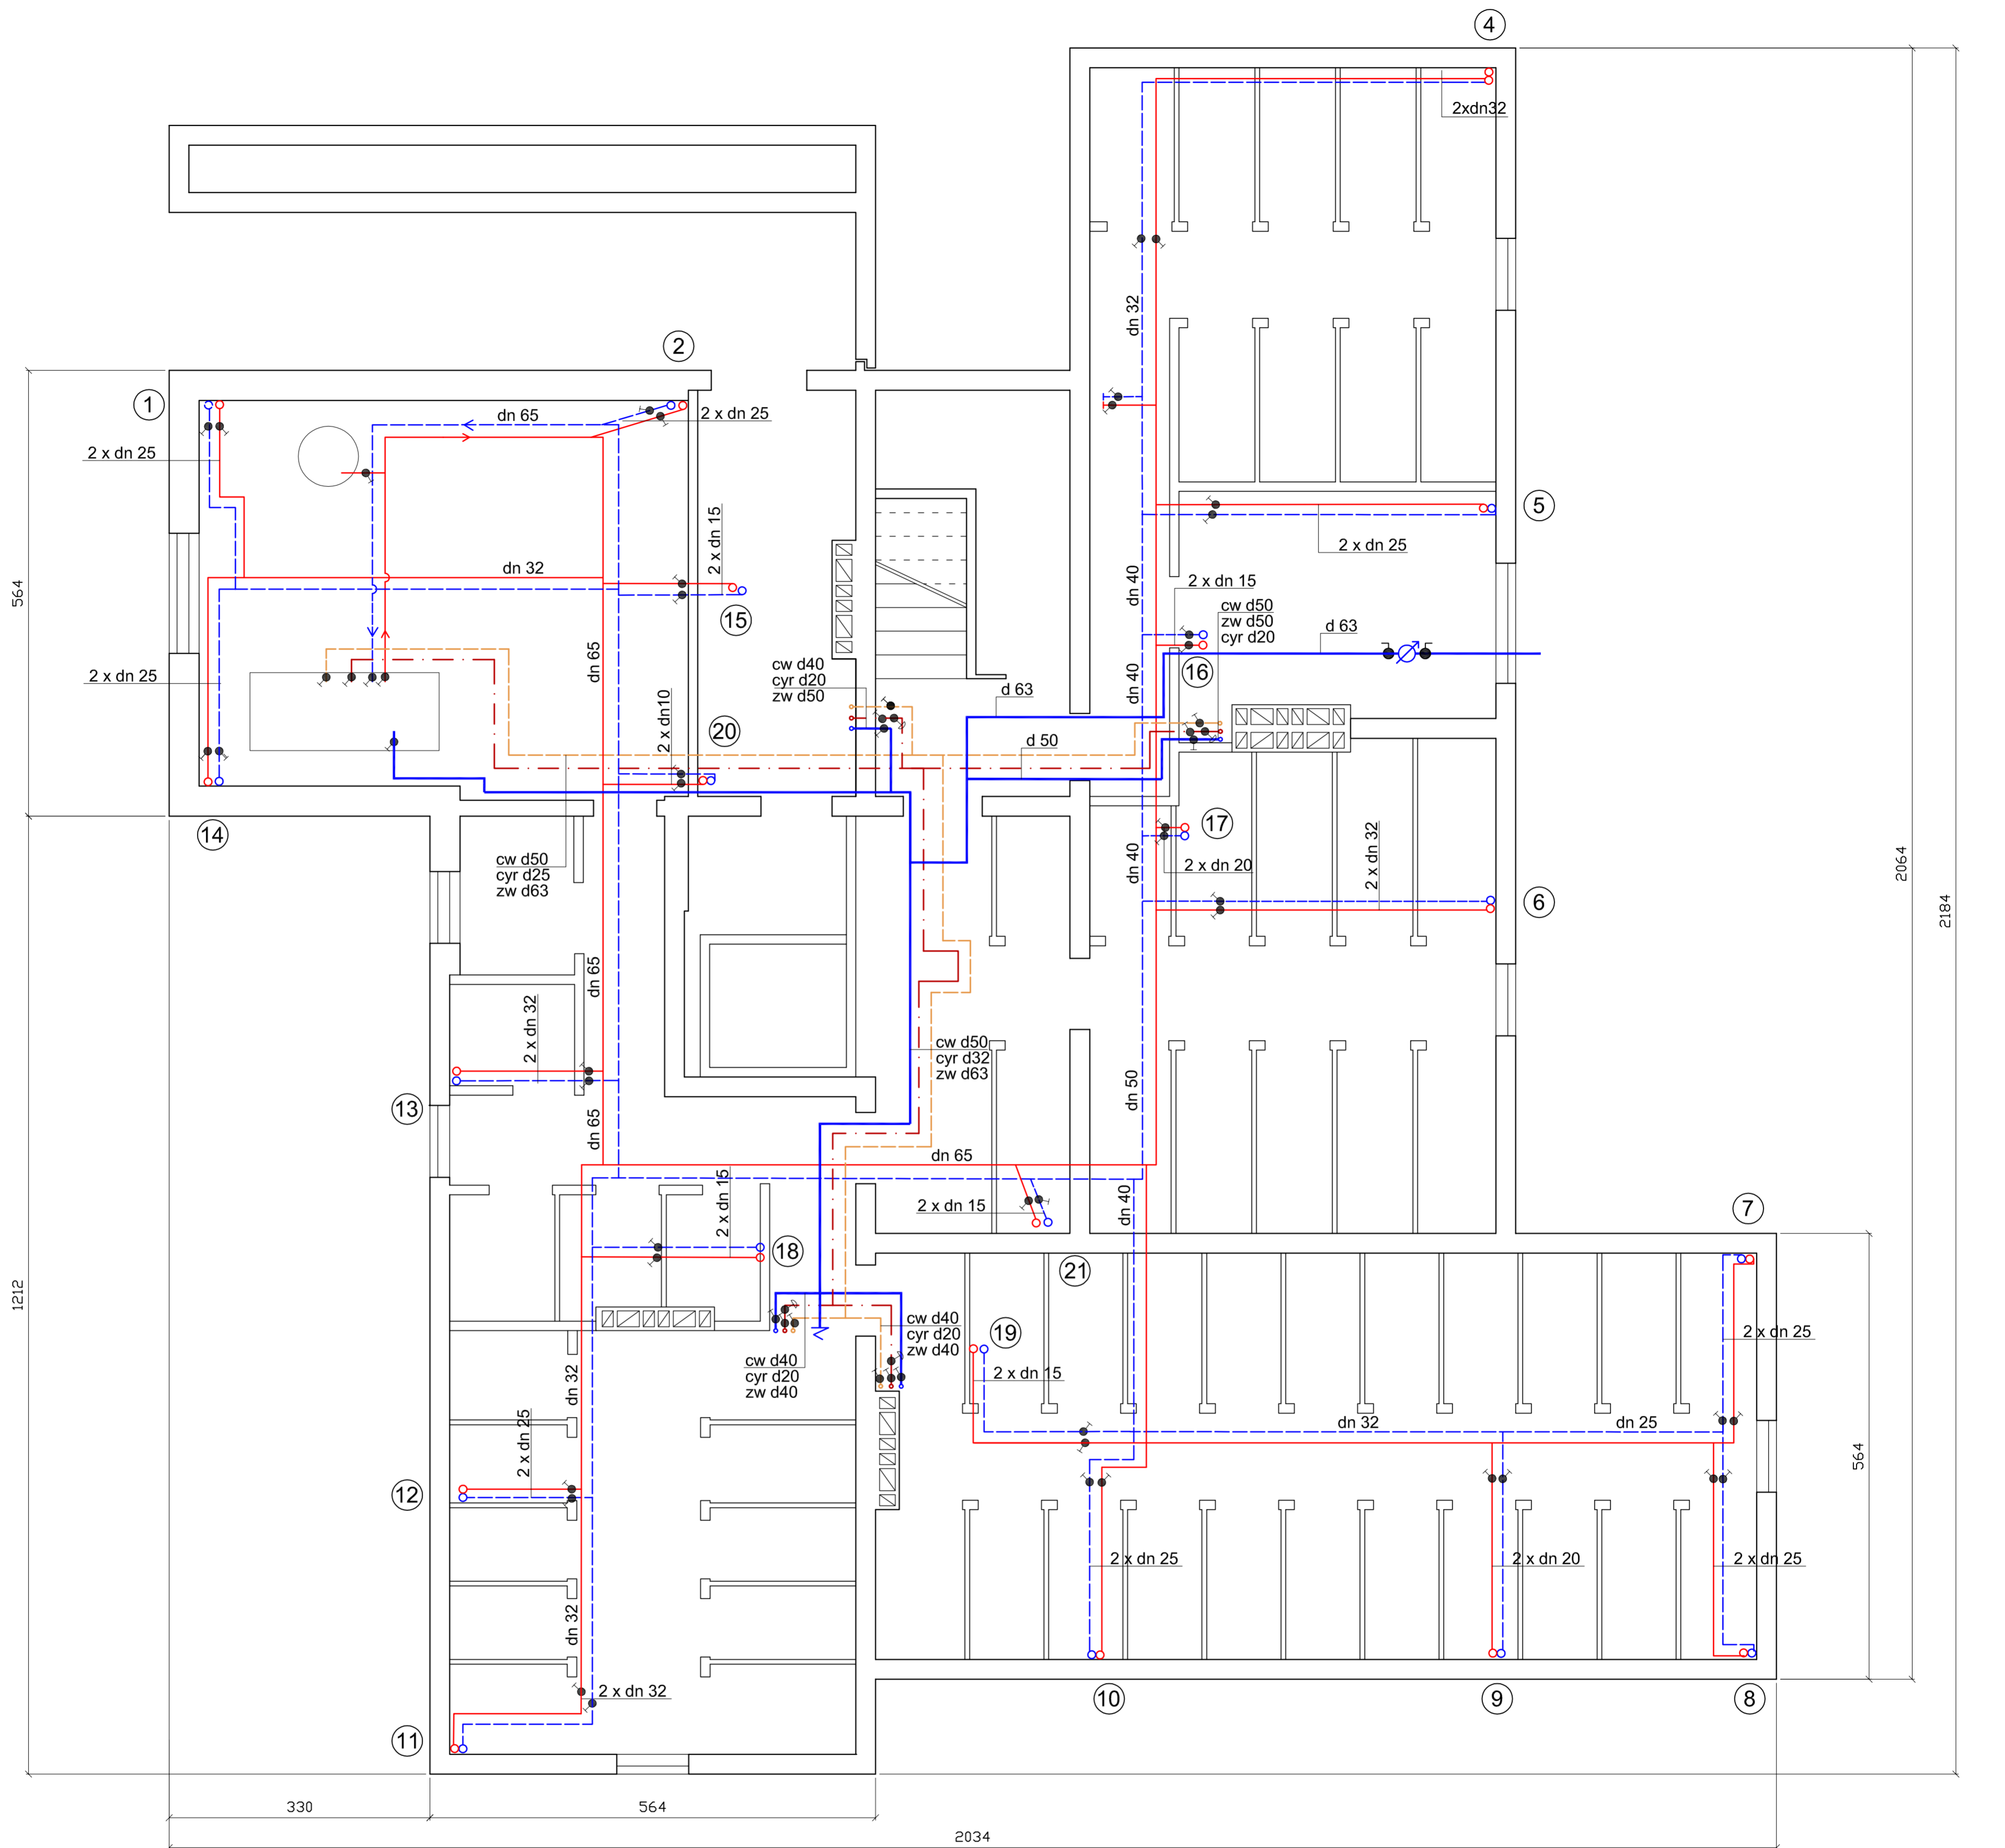 4
2xdn32
2
1
dn 65
2 x dn 25
dn 32
2 x dn 25
5
2 x dn 15
2 x dn 25
dn 32
564
dn 40
2 x dn 15
15
cw d50
zw d50
cyr d20
d 63
dn 65
cw d40
cyr d20
zw d50
16
2 x dn 25
dn 40
d 63
2 x dn10
20
d 50
14
17
cw d50
cyr d25
zw d63
dn 40
2 x dn 20
2 x dn 32
2064
6
2184
dn 65
2 x dn 32
cw d50
cyr d32
zw d63
13
dn 50
dn 65
dn 65
2 x dn 15
2 x dn 15
dn 40
7
18
21
1212
cw d40
cyr d20
zw d40
19
2 x dn 25
cw d40
cyr d20
zw d40
2 x dn 15
dn 32
dn 32
dn 25
2 x dn 25
564
12
2 x dn 25
2 x dn 20
2 x dn 25
dn 32
2 x dn 32
10
9
8
11
330
564
2034